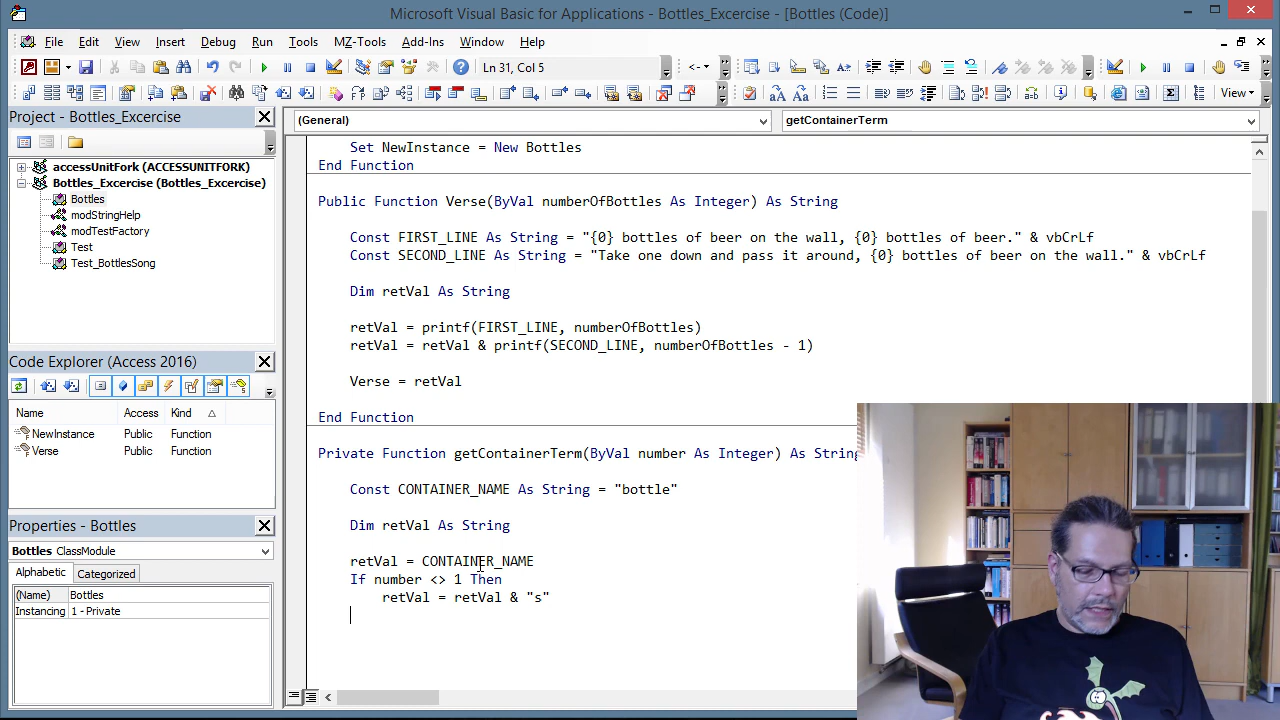 Microsoft Visual Basic for Applications - Bottles_Excercise - [Bottles (Code)]
File Edit View Insert Format Debug Run Tools MZ-Tools Add-Ins Window Help
Ln 31, Col 5
View
Project - Bottles_Excercise
accessUnitFork (ACCESSUNITFORK)
Bottles_Excercise (Bottles_Excercise)
Bottles
modStringHelp
modTestFactory
Test
Test_BottlesSong
Code Explorer (Access 2016)
Name Access Kind
NewInstance Public Function
Verse Public Function
Properties - Bottles
Bottles ClassModule
Alphabetic Categorized
(Name) Bottles
Instancing 1 - Private
(General) getContainerTerm
Set NewInstance = New Bottles
End Function
Public Function Verse(ByVal numberOfBottles As Integer) As String
Const FIRST_LINE As String = "{0} bottles of beer on the wall, {0} bottles of beer." & vbCrLf
Const SECOND_LINE As String = "Take one down and pass it around, {0} bottles of beer on the wall." & vbCrLf
Dim retVal As String
retVal = printf(FIRST_LINE, numberOfBottles)
retVal = retVal & printf(SECOND_LINE, numberOfBottles - 1)
Verse = retVal
End Function
Private Function getContainerTerm(ByVal number As Integer) As String
Const CONTAINER_NAME As String = "bottle"
Dim retVal As String
retVal = CONTAINER_NAME
If number <> 1 Then
retVal = retVal & "s"